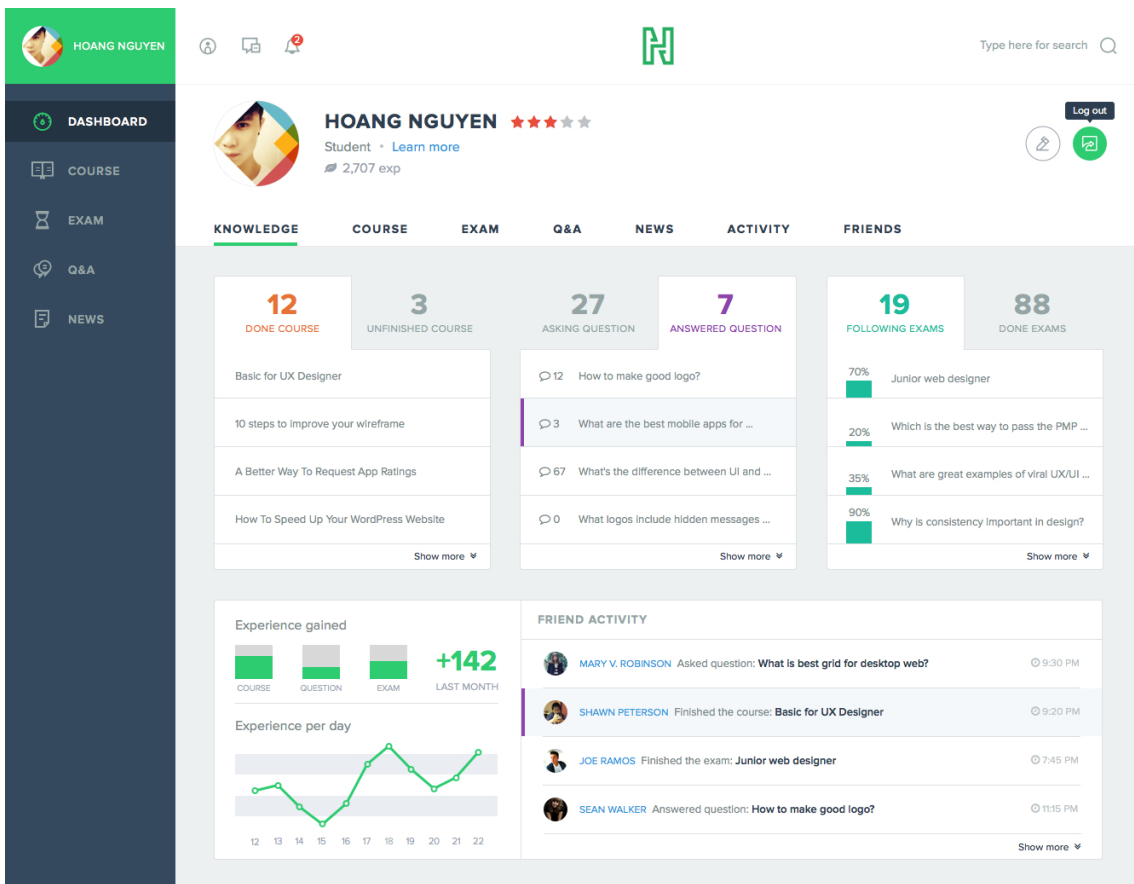 HOANG NGUYEN
2
Type here for search
DASHBOARD
COURSE
EXAM
Q&A
NEWS
HOANG NGUYEN
Student • Learn more
2,707 exp
Log out
KNOWLEDGE COURSE EXAM Q&A NEWS ACTIVITY FRIENDS
12
DONE COURSE
3
UNFINISHED COURSE
Basic for UX Designer
10 steps to improve your wireframe
A Better Way To Request App Ratings
How To Speed Up Your WordPress Website
Show more
27
ASKING QUESTION
7
ANSWERED QUESTION
12 How to make good logo?
3 What are the best mobile apps for ...
67 What's the difference between UI and ...
0 What logos include hidden messages ...
Show more
19
FOLLOWING EXAMS
88
DONE EXAMS
70% Junior web designer
20% Which is the best way to pass the PMP ...
35% What are great examples of viral UX/UI ...
90% Why is consistency important in design?
Show more
Experience gained
COURSE QUESTION EXAM
+142
LAST MONTH
Experience per day
12 13 14 15 16 17 18 19 20 21 22
FRIEND ACTIVITY
MARY V. ROBINSON Asked question: What is best grid for desktop web? 9:30 PM
SHAWN PETERSON Finished the course: Basic for UX Designer 9:20 PM
JOE RAMOS Finished the exam: Junior web designer 7:45 PM
SEAN WALKER Answered question: How to make good logo? 11:15 PM
Show more